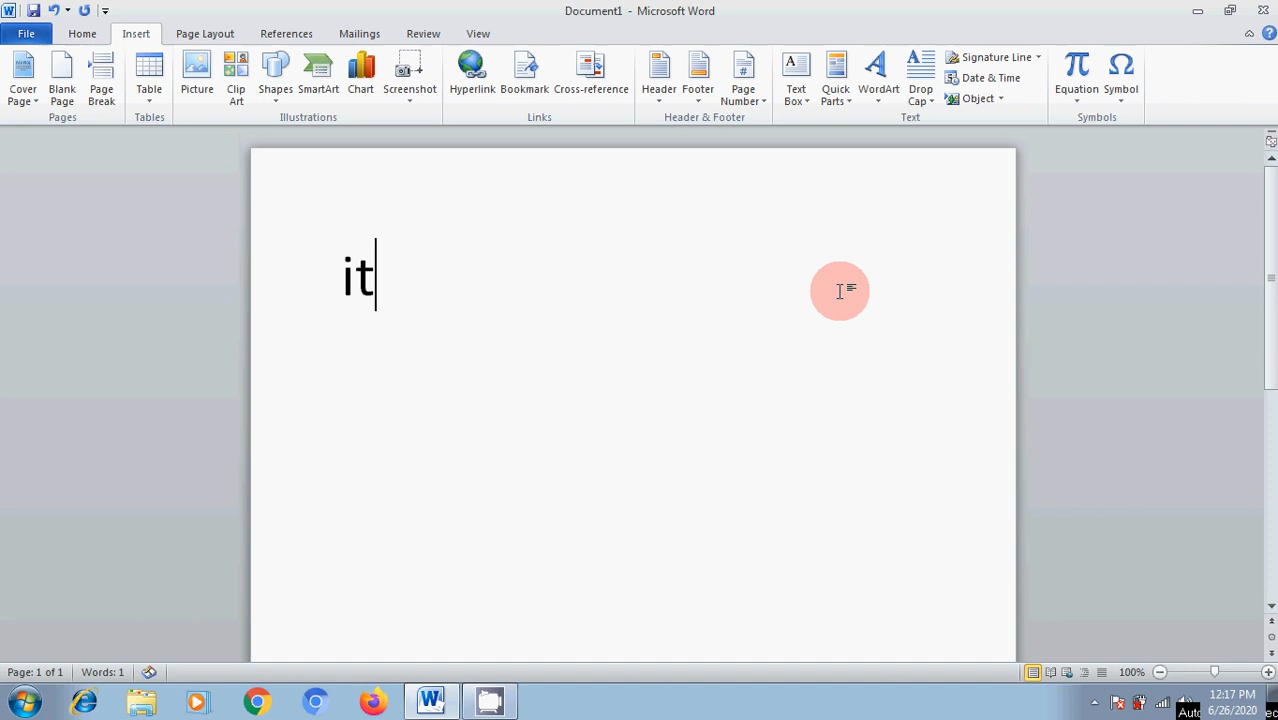 Document1 - Microsoft Word
File Home Insert Page Layout References Mailings Review View
Cover Page Blank Page Page Break Table Picture Clip Art Shapes SmartArt Chart Screenshot Hyperlink Bookmark Cross-reference Header Footer Page Number Text Box Quick Parts WordArt Drop Cap Signature Line Date & Time Object Equation Symbol
Pages Tables Illustrations Links Header & Footer Text Symbols
it
Page: 1 of 1 Words: 1 100%
12:17 PM
6/26/2020